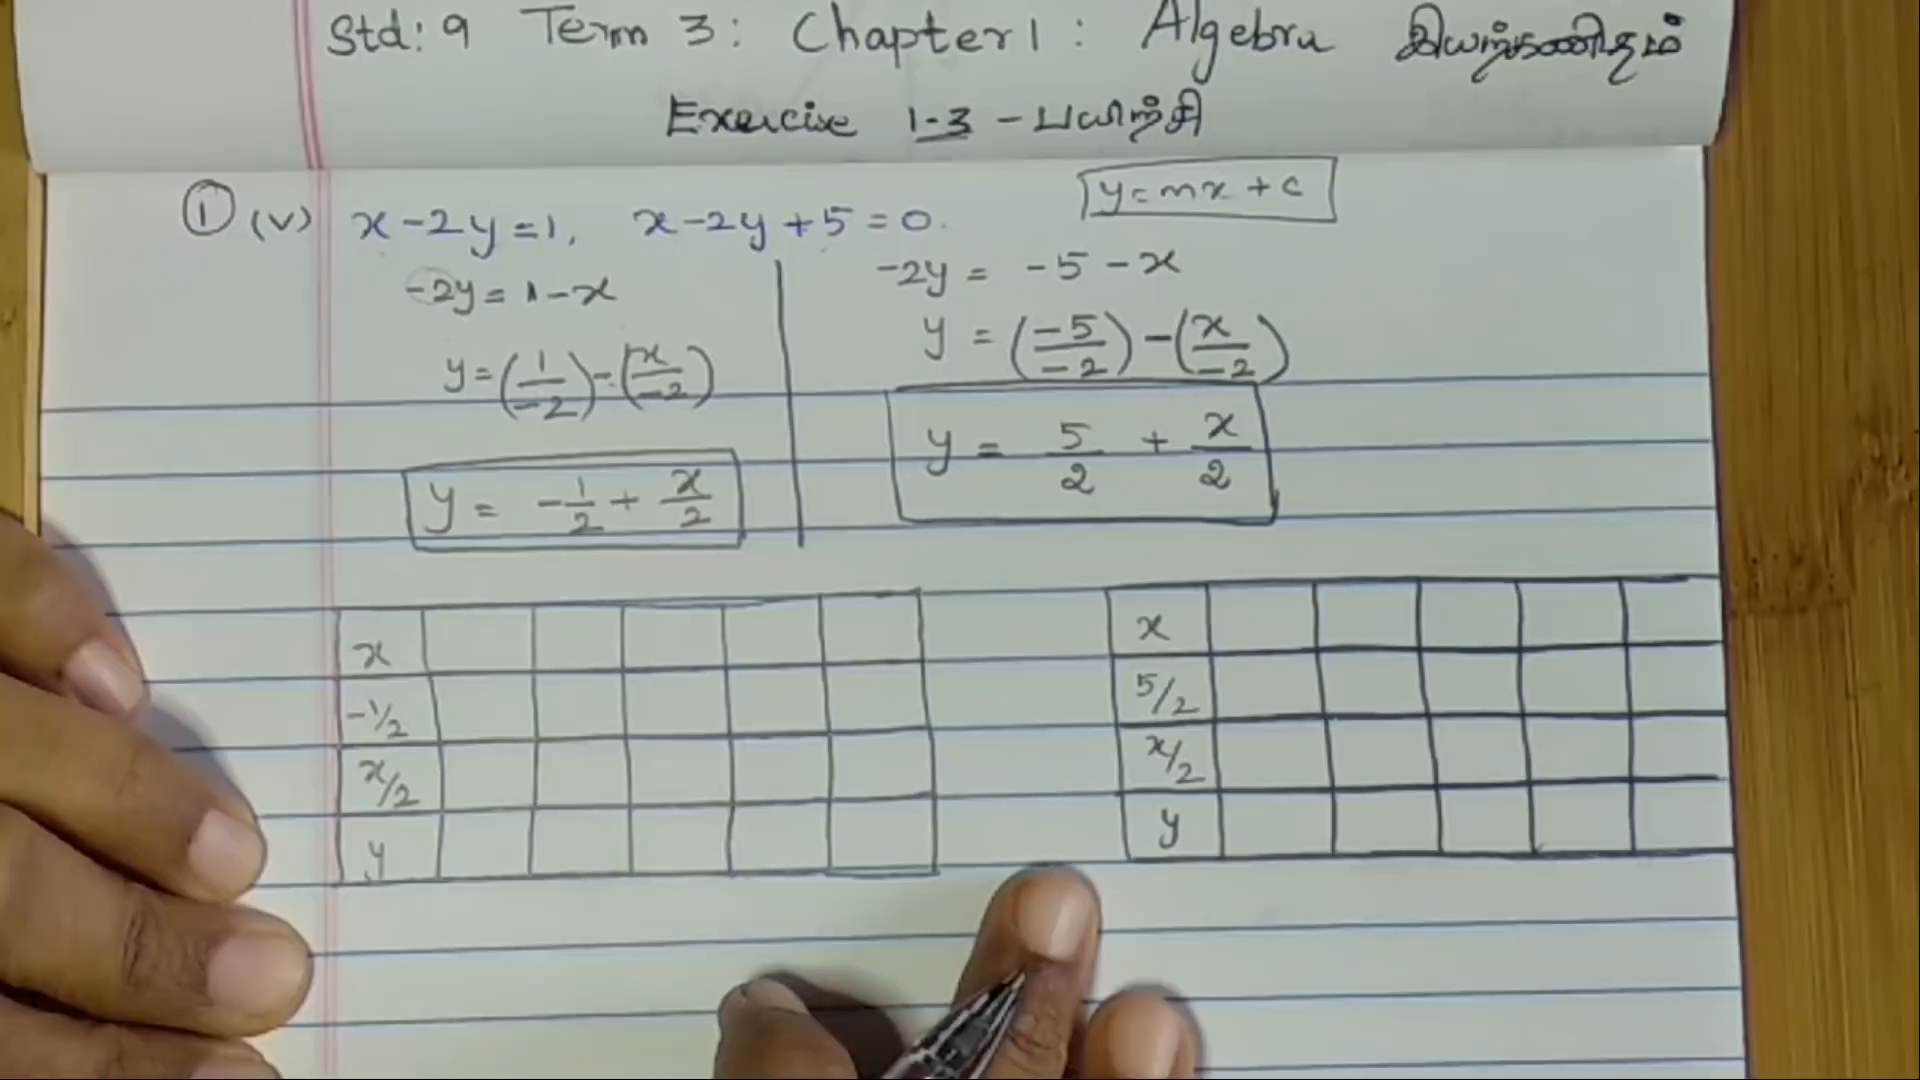 Std: 9 Term 3: Chapter 1: Algebra இயற்கணிதம்
Exercise 1-3 - பயிற்சி
y=mx+c
① (v) x-2y=1, x-2y+5=0.
-2y=1-x
y=(1/-2)-(x/-2)
y= -1/2+x/2
-2y= -5-x
y=(-5/-2)-(x/-2)
y= 5/2+x/2
x
-1/2
x/2
y
x
5/2
x/2
y